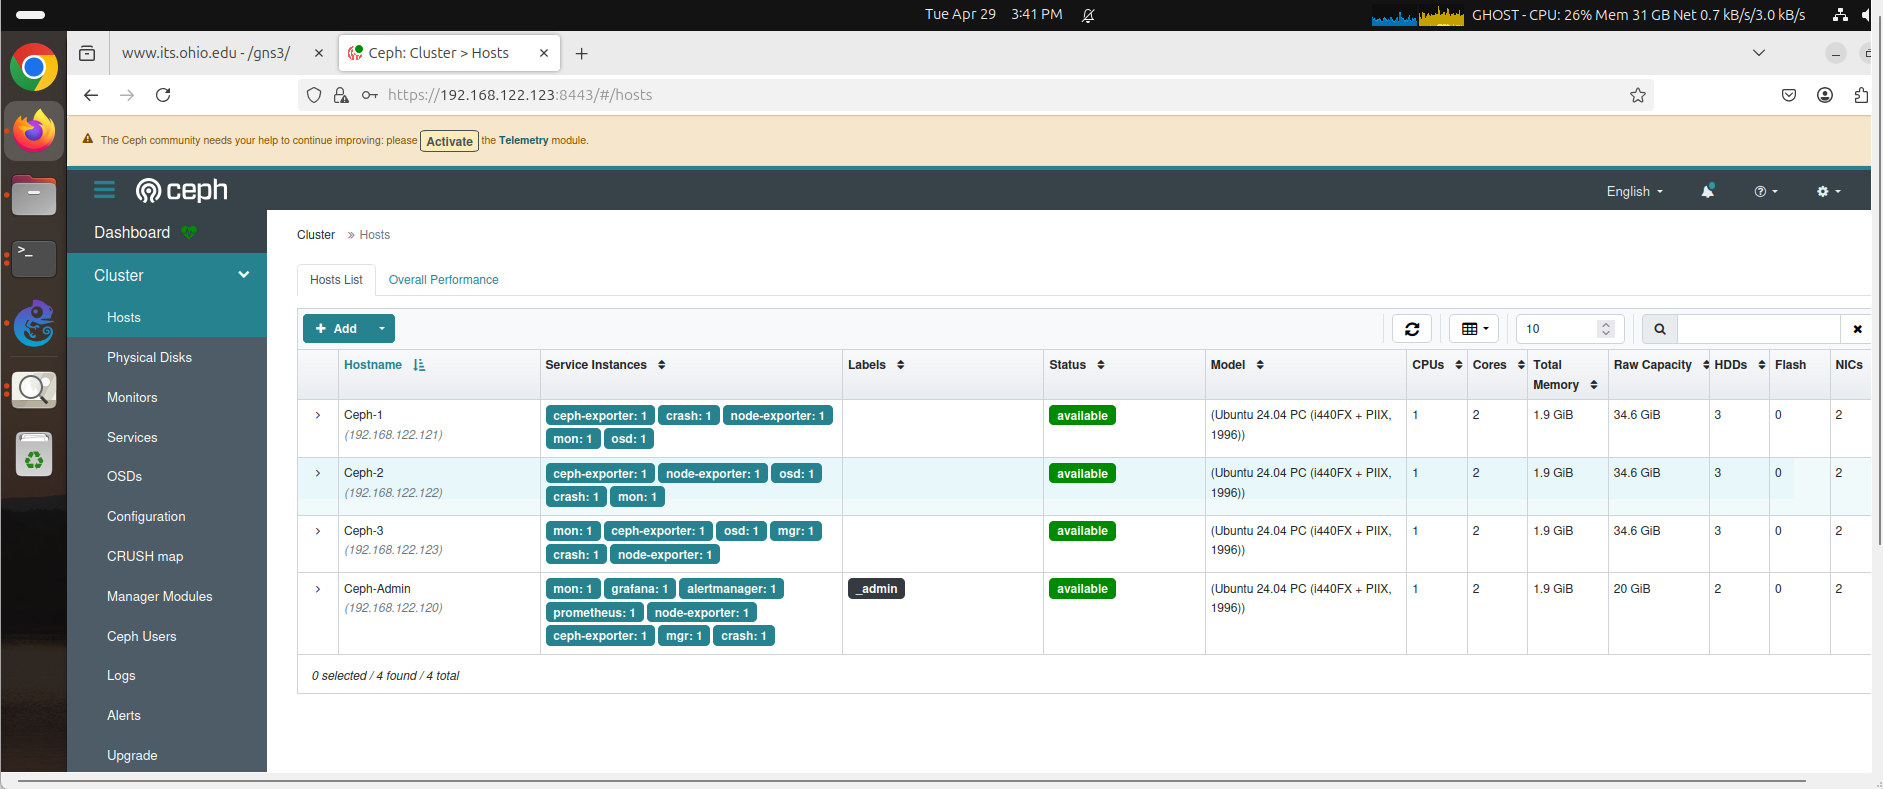 Tue Apr 29 3:41 PM
GHOST - CPU: 26% Mem 31 GB Net 0.7 kB/s/3.0 kB/s
www.its.ohio.edu - /gns3/
Ceph: Cluster > Hosts
https://192.168.122.123:8443/#/hosts
The Ceph community needs your help to continue improving: please Activate the Telemetry module.
ceph
English
Dashboard
Cluster
Hosts
Physical Disks
Monitors
Services
OSDs
Configuration
CRUSH map
Manager Modules
Ceph Users
Logs
Alerts
Upgrade
Cluster » Hosts
Hosts List Overall Performance
+ Add
10
Hostname Service Instances Labels Status Model CPUs Cores Total Memory Raw Capacity HDDs Flash NICs
Ceph-1 ceph-exporter: 1 crash: 1 node-exporter: 1 available (Ubuntu 24.04 PC (i440FX + PIIX, 1 2 1.9 GiB 34.6 GiB 3 0 2
(192.168.122.121) mon: 1 osd: 1 1996))
Ceph-2 ceph-exporter: 1 node-exporter: 1 osd: 1 available (Ubuntu 24.04 PC (i440FX + PIIX, 1 2 1.9 GiB 34.6 GiB 3 0 2
(192.168.122.122) crash: 1 mon: 1 1996))
Ceph-3 mon: 1 ceph-exporter: 1 osd: 1 mgr: 1 available (Ubuntu 24.04 PC (i440FX + PIIX, 1 2 1.9 GiB 34.6 GiB 3 0 2
(192.168.122.123) crash: 1 node-exporter: 1 1996))
Ceph-Admin mon: 1 grafana: 1 alertmanager: 1 _admin available (Ubuntu 24.04 PC (i440FX + PIIX, 1 2 1.9 GiB 20 GiB 2 0 2
(192.168.122.120) prometheus: 1 node-exporter: 1 1996))
ceph-exporter: 1 mgr: 1 crash: 1
0 selected / 4 found / 4 total